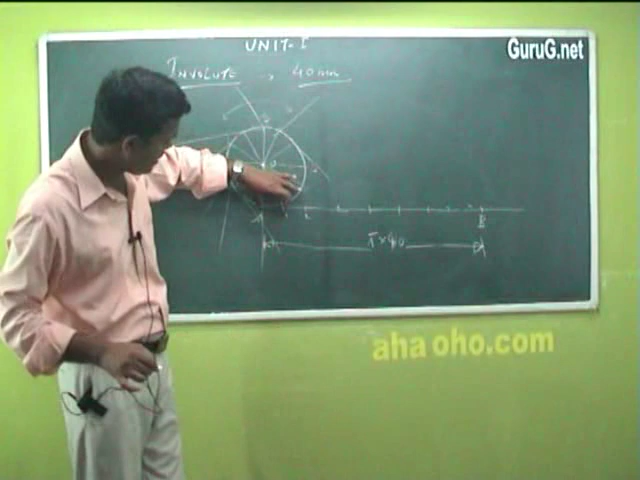 UNIT-I
GuruG.net
INVOLUTE 40mm
A B
π×40
aha oho.com